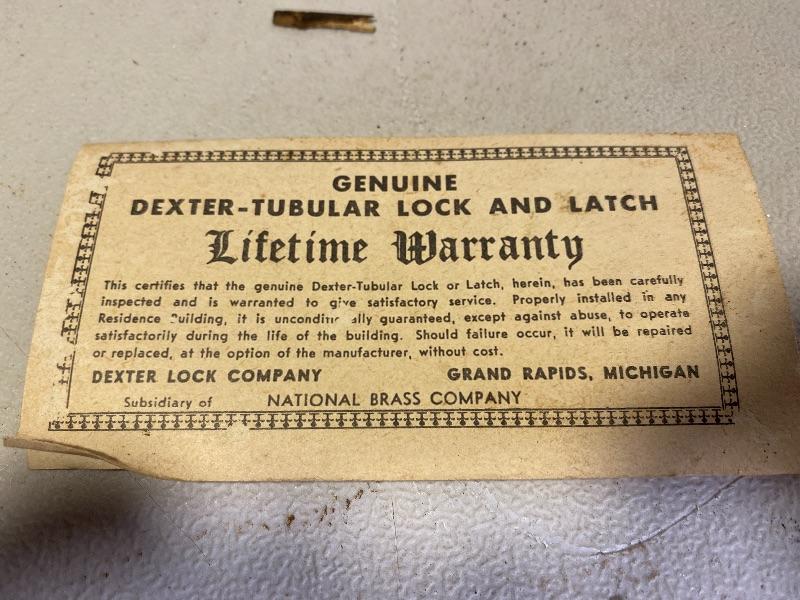 GENUINE
DEXTER-TUBULAR LOCK AND LATCH
Lifetime Warranty
This certifies that the genuine Dexter-Tubular Lock or Latch, herein, has been carefully
inspected and is warranted to give satisfactory service. Properly installed in any
Residence Building, it is unconditionally guaranteed, except against abuse, to operate
satisfactorily during the life of the building. Should failure occur, it will be repaired
or replaced, at the option of the manufacturer, without cost.
DEXTER LOCK COMPANY GRAND RAPIDS, MICHIGAN
Subsidiary of NATIONAL BRASS COMPANY